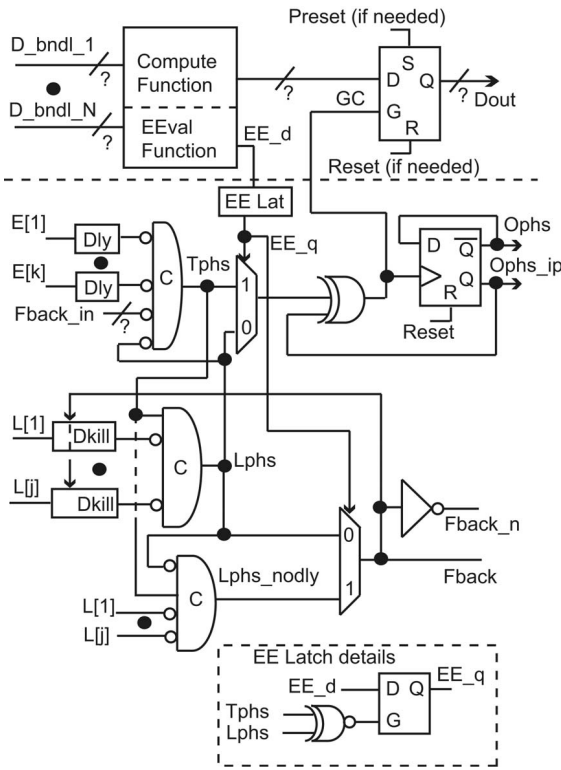 Preset (if needed)
D_bndl_1
?
Compute
Function
?
S
D Q
G
R
?
Dout
GC
D_bndl_N
?
EEval
Function
EE_d
Reset (if needed)
EE Lat
E[1]
Dly
C
Tphs
EE_q
D Q
Q
R
Ophs
Ophs_ip
E[k]
Dly
1
Fback_in
?
0
Reset
L[1]
Dkill
C
Lphs
L[j]
Dkill
0
Fback_n
Lphs_nodly
1
Fback
L[1]
C
L[j]
EE Latch details
EE_d
D Q
EE_q
Tphs
G
Lphs